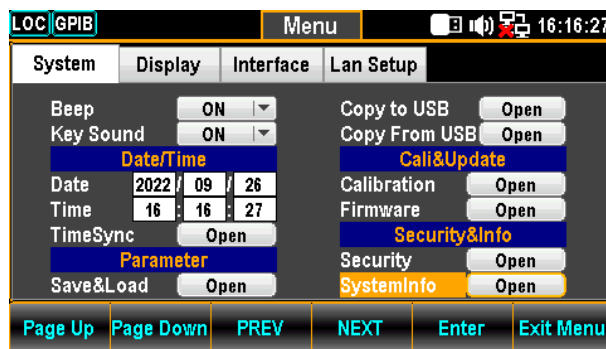 LOC GPIB Menu 16:16:27
System Display Interface Lan Setup
Beep ON
Key Sound ON
Date/Time
Date 2022 / 09 / 26
Time 16 : 16 : 27
TimeSync Open
Parameter
Save&Load Open
Copy to USB Open
Copy From USB Open
Cali&Update
Calibration Open
Firmware Open
Security&Info
Security Open
SystemInfo Open
Page Up Page Down PREV NEXT Enter Exit Menu